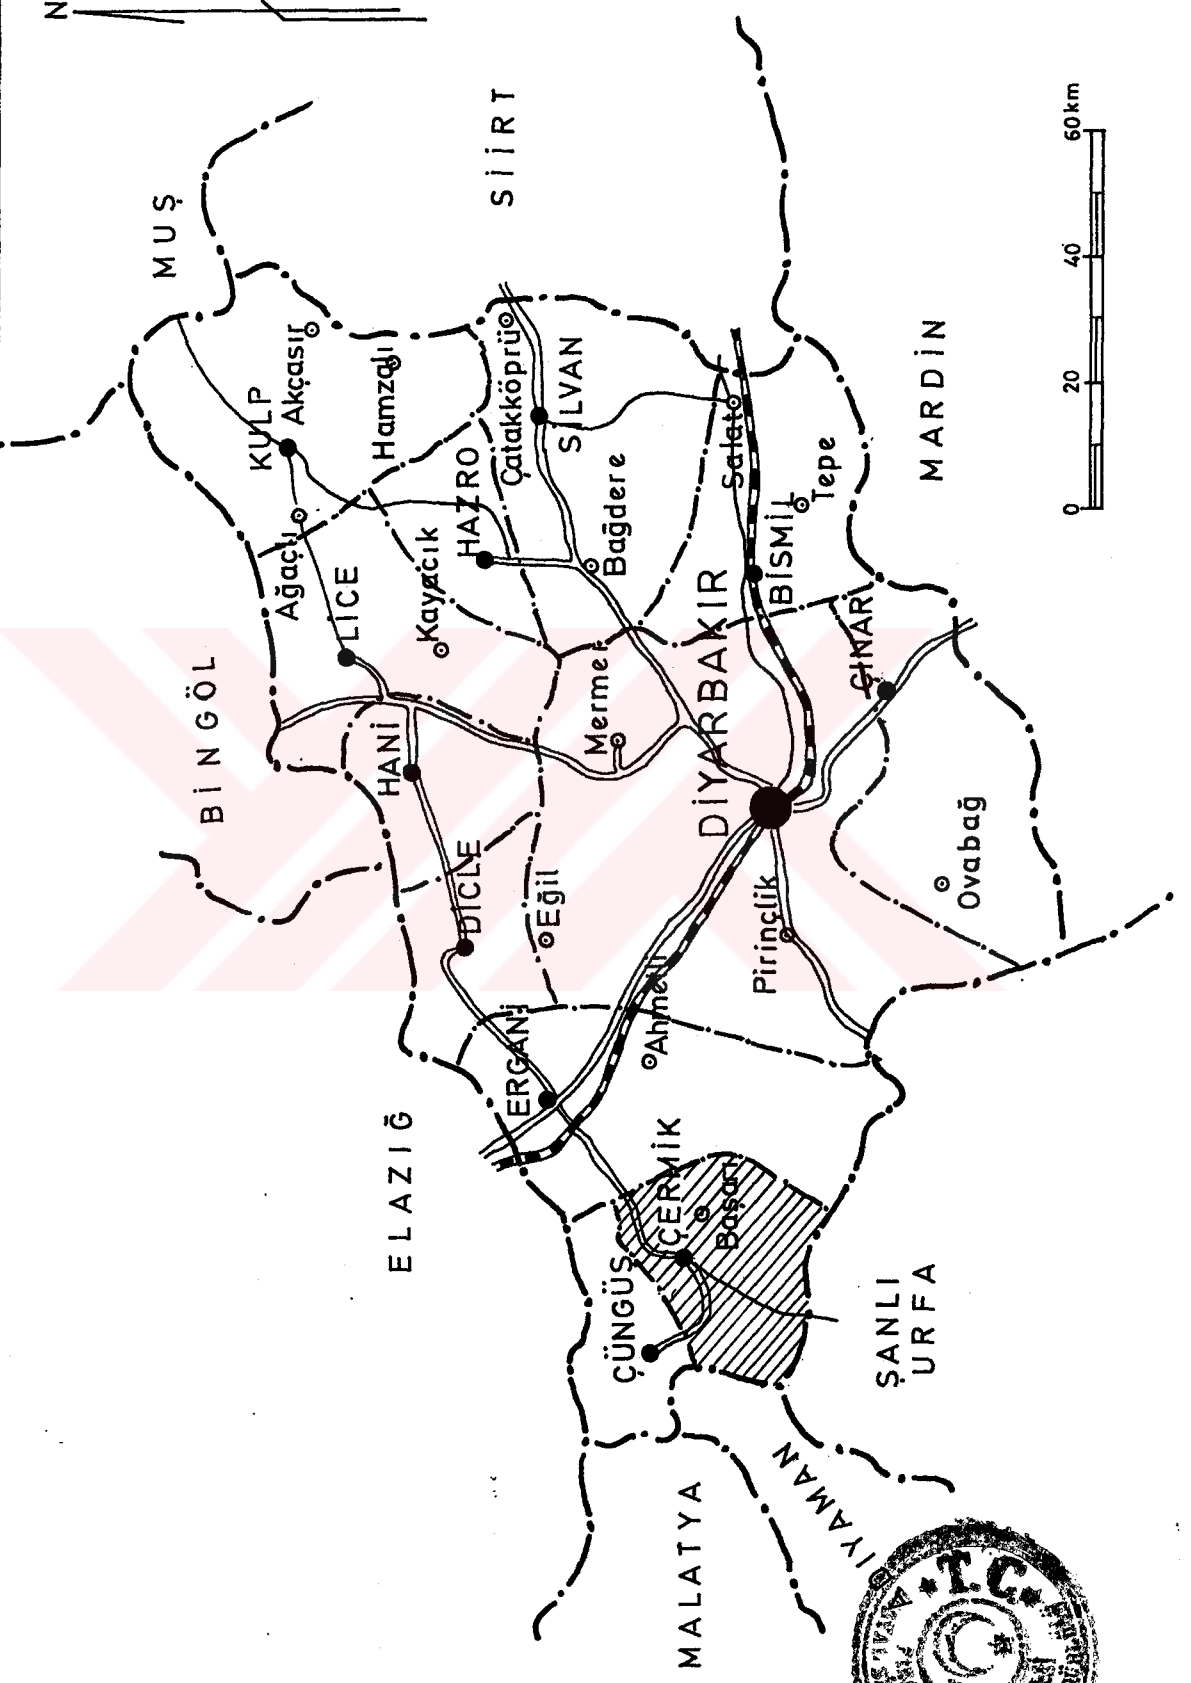 N
MUŞ
SİİRT
BİNGÖL
KULP
Akçasır
Hamzalı
Ağaçlı
LİCE
Kayacık
HAZRO
Çatakköprü
SİLVAN
Bağdere
Salat
BİSMİL
Tepe
MARDİN
HANİ
Mermer
DİYARBAKIR
ÇINAR
DİCLE
Eğil
Ovabağ
ELAZIĞ
ERGANİ
Ahmetli
Pirinçlik
ÇERMİK
Başarı
ÇÜNGÜŞ
ŞANLI
URFA
MALATYA
ADIYAMAN
0 20 40 60km
T.C.